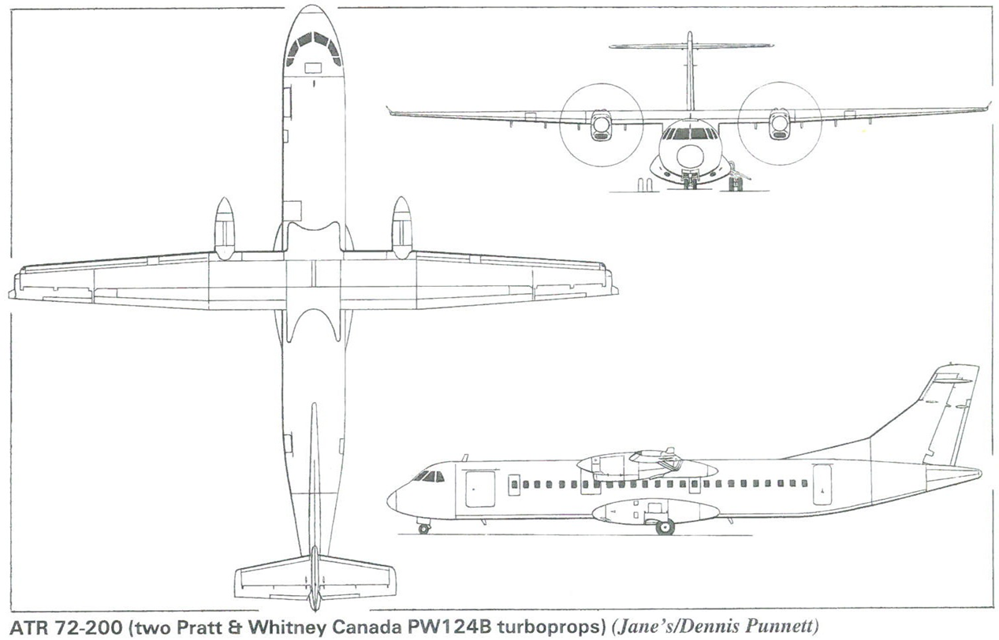 ATR 72-200 (two Pratt & Whitney Canada PW124B turboprops) (Jane's/Dennis Punnett)